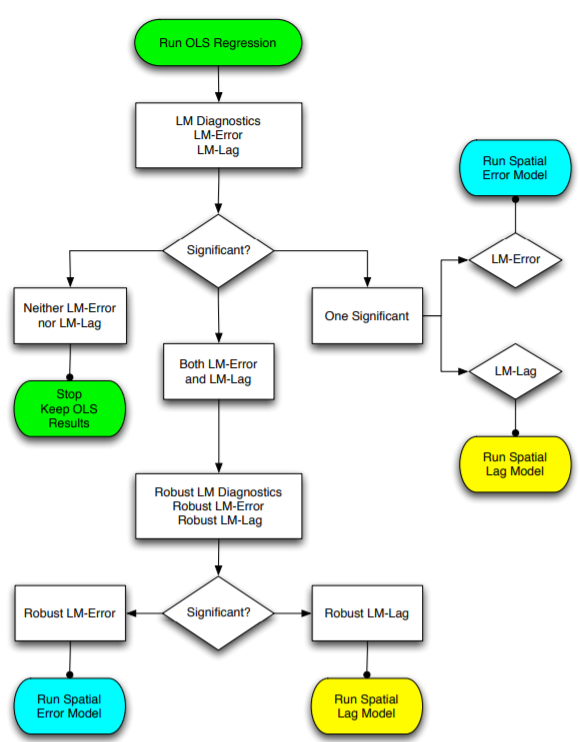 Run OLS Regression
LM Diagnostics
LM-Error
LM-Lag
Significant?
Neither LM-Error
nor LM-Lag
Stop
Keep OLS
Results
Both LM-Error
and LM-Lag
One Significant
LM-Error
Run Spatial
Error Model
LM-Lag
Run Spatial
Lag Model
Robust LM Diagnostics
Robust LM-Error
Robust LM-Lag
Significant?
Robust LM-Error
Robust LM-Lag
Run Spatial
Error Model
Run Spatial
Lag Model